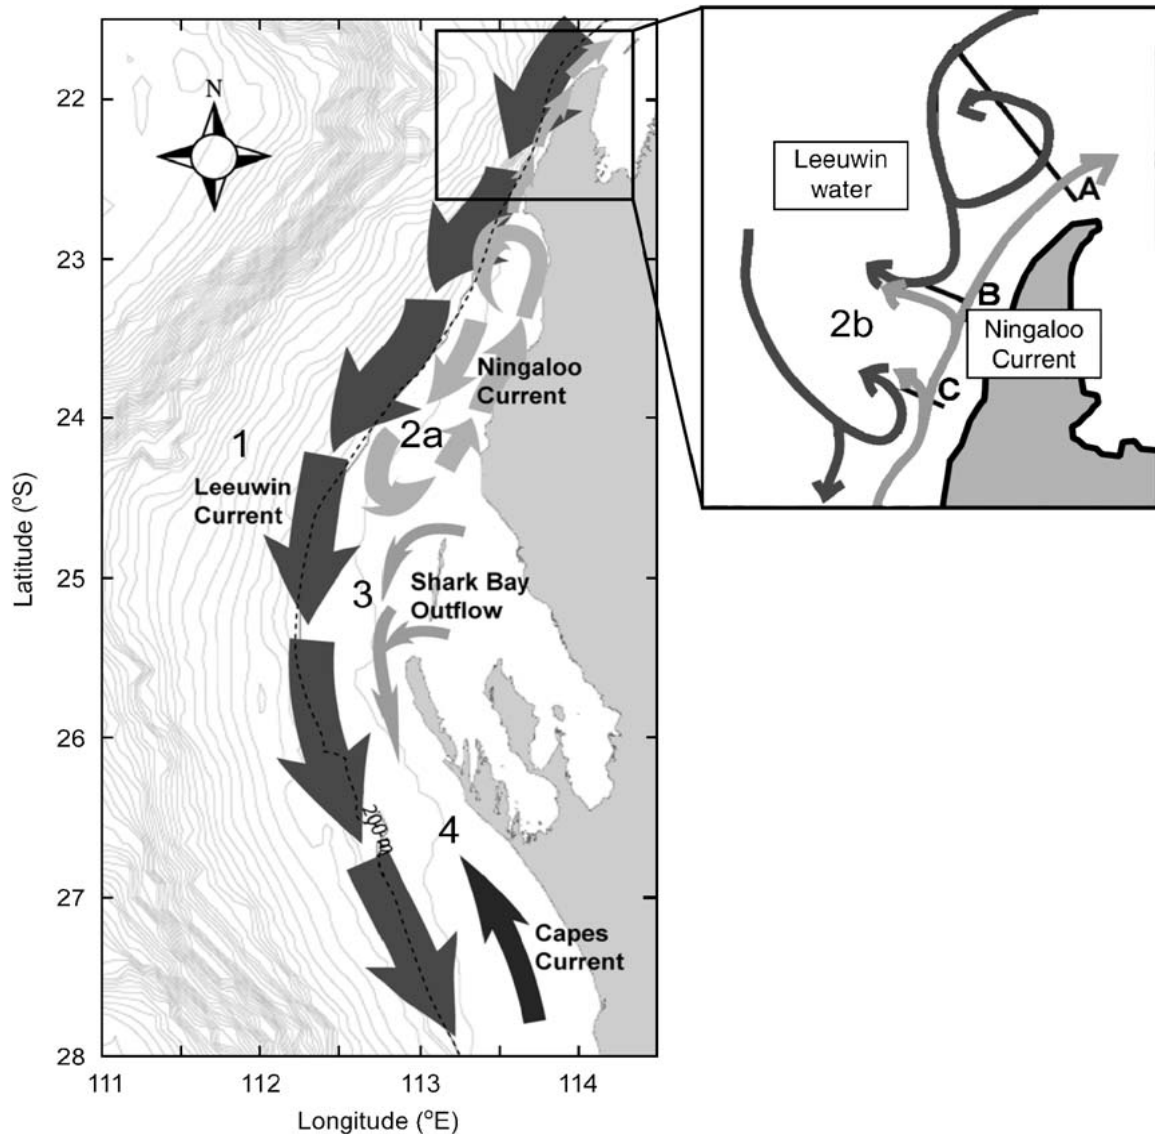 N
22
23
24
25
26
27
28
111
112
113
114
Latitude (°S)
Longitude (°E)
1
Leeuwin
Current
Ningaloo
Current
2a
3
Shark Bay
Outflow
200 m
4
Capes
Current
Leeuwin
water
A
B
2b
Ningaloo
Current
C